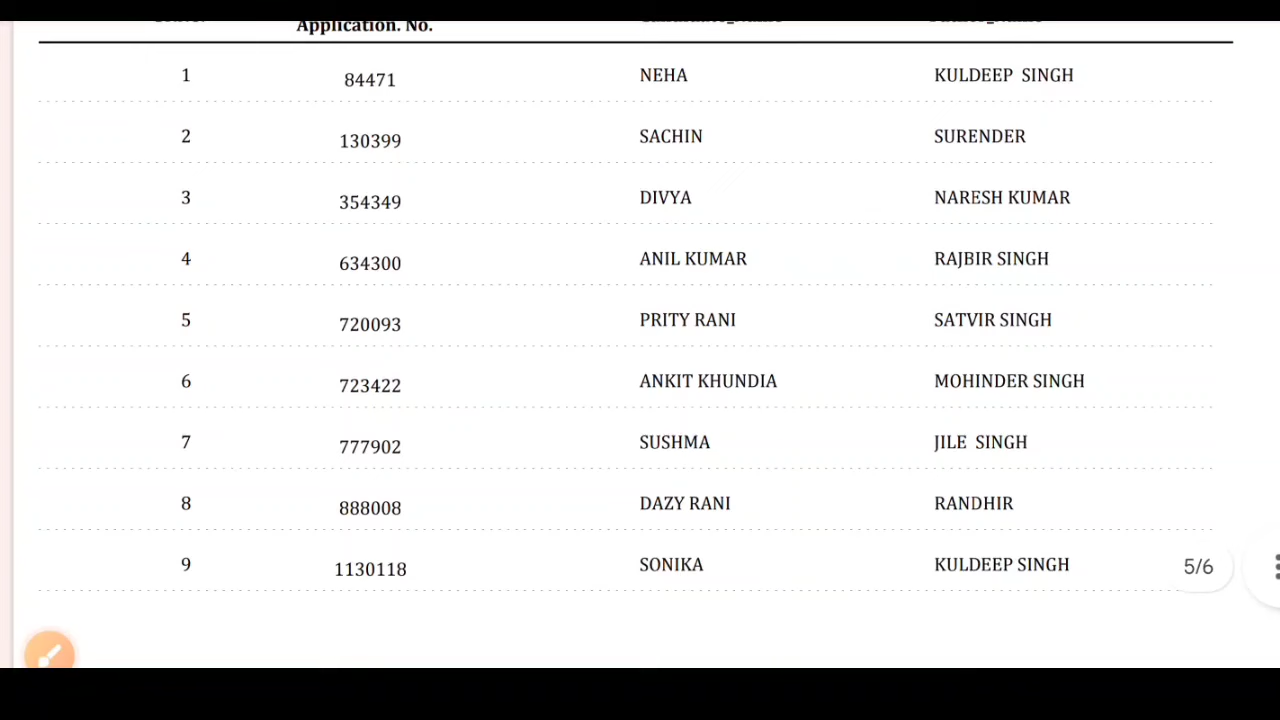 Application. No.
1 84471 NEHA KULDEEP SINGH
2 130399 SACHIN SURENDER
3 354349 DIVYA NARESH KUMAR
4 634300 ANIL KUMAR RAJBIR SINGH
5 720093 PRITY RANI SATVIR SINGH
6 723422 ANKIT KHUNDIA MOHINDER SINGH
7 777902 SUSHMA JILE SINGH
8 888008 DAZY RANI RANDHIR
9 1130118 SONIKA KULDEEP SINGH
5/6